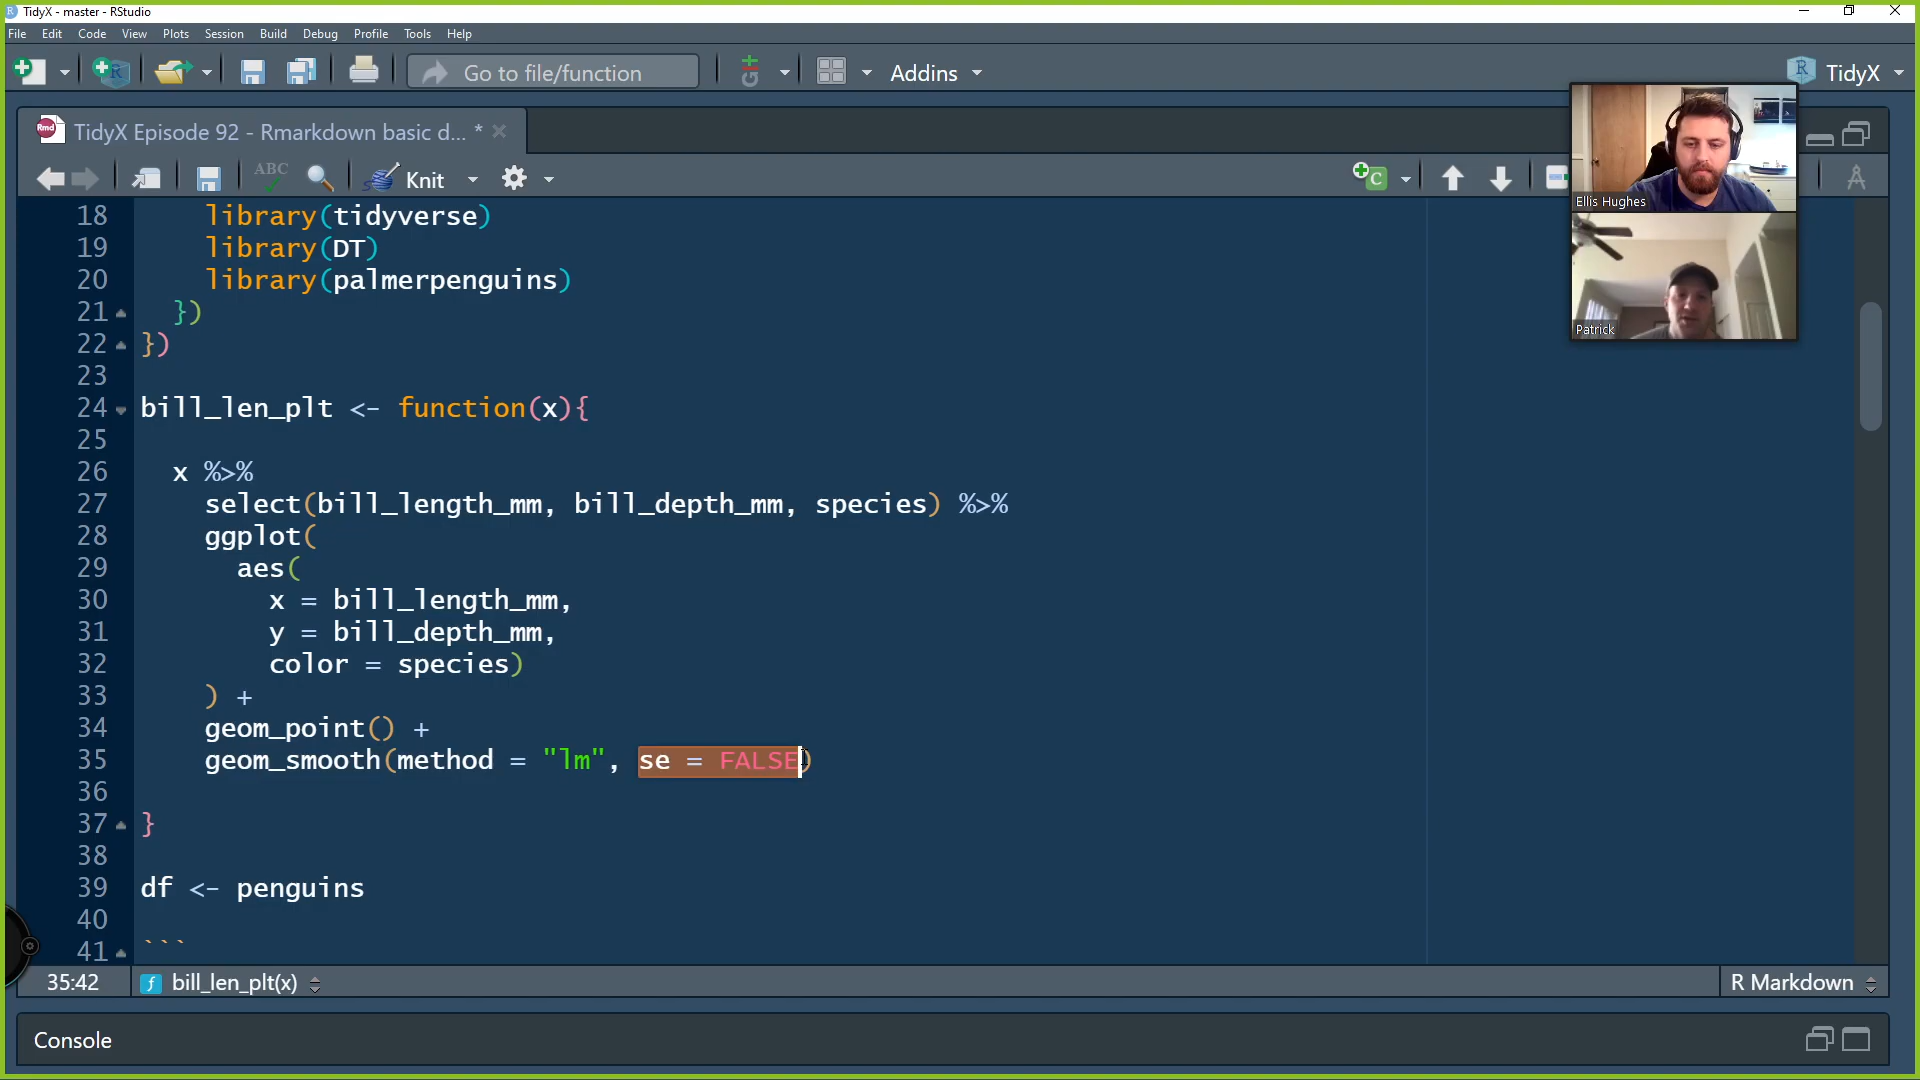 TidyX - master - RStudio
File Edit Code View Plots Session Build Debug Profile Tools Help
Go to file/function Addins TidyX
TidyX Episode 92 - Rmarkdown basic d... *
ABC Knit
Ellis Hughes
Patrick
18 library(tidyverse)
19 library(DT)
20 library(palmerpenguins)
21 })
22 })
23
24 bill_len_plt <- function(x){
25
26 x %>%
27 select(bill_length_mm, bill_depth_mm, species) %>%
28 ggplot(
29 aes(
30 x = bill_length_mm,
31 y = bill_depth_mm,
32 color = species)
33 ) +
34 geom_point() +
35 geom_smooth(method = "lm", se = FALSE)
36
37 }
38
39 df <- penguins
40
41 ```
35:42 bill_len_plt(x) R Markdown
Console